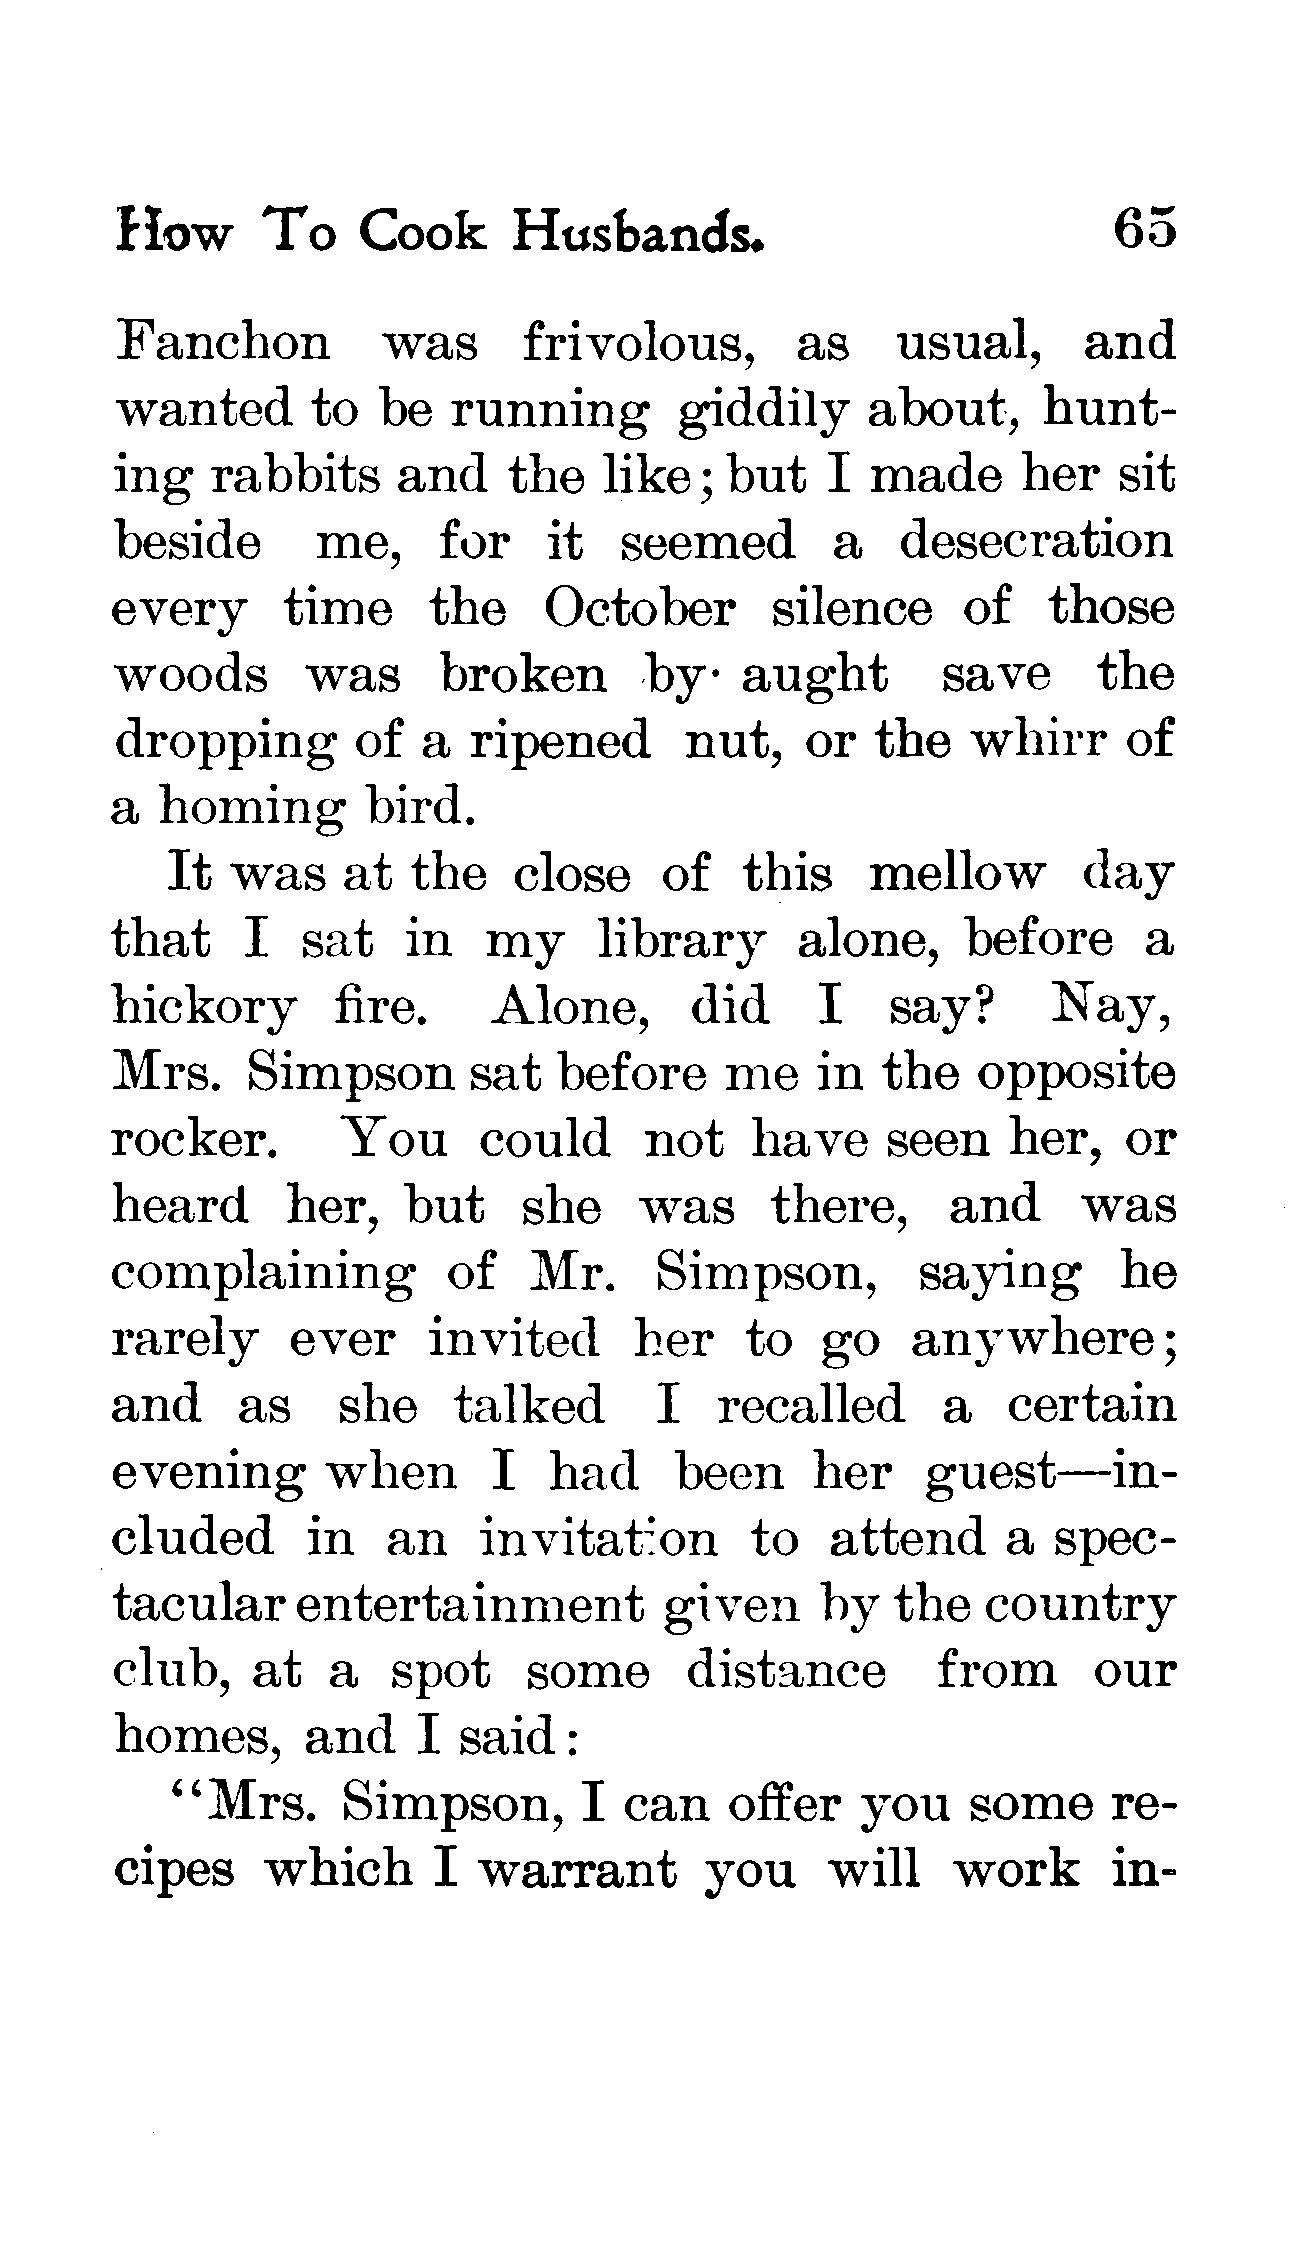 How To Cook Husbands. 65
Fanchon was frivolous, as usual, and
wanted to be running giddily about, hunt-
ing rabbits and the like; but I made her sit
beside me, for it seemed a desecration
every time the October silence of those
woods was broken by aught save the
dropping of a ripened nut, or the whirr of
a homing bird.
It was at the close of this mellow day
that I sat in my library alone, before a
hickory fire. Alone, did I say? Nay,
Mrs. Simpson sat before me in the opposite
rocker. You could not have seen her, or
heard her, but she was there, and was
complaining of Mr. Simpson, saying he
rarely ever invited her to go anywhere;
and as she talked I recalled a certain
evening when I had been her guest—in-
cluded in an invitation to attend a spec-
tacular entertainment given by the country
club, at a spot some distance from our
homes, and I said:
"Mrs. Simpson, I can offer you some re-
cipes which I warrant you will work in-